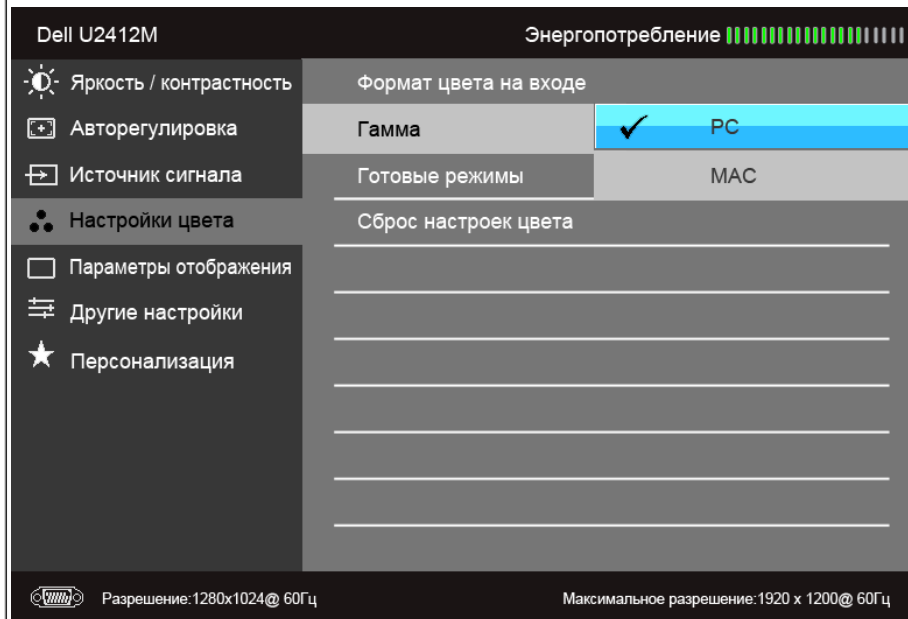 Dell U2412M Энергопотребление
Яркость / контрастность Формат цвета на входе
Авторегулировка Гамма PC
Источник сигнала Готовые режимы MAC
Настройки цвета Сброс настроек цвета
Параметры отображения
Другие настройки
Персонализация
Разрешение:1280x1024@ 60Гц Максимальное разрешение:1920 x 1200@ 60Гц